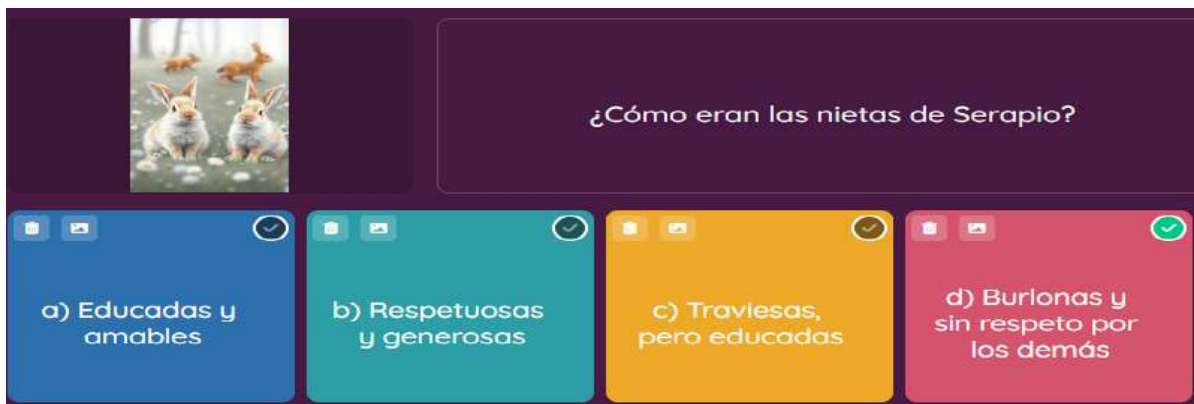 ¿Cómo eran las nietas de Serapio?
a) Educadas y
amables
b) Respetuosas
y generosas
c) Traviesas,
pero educadas
d) Burlonas y
sin respeto por
los demás